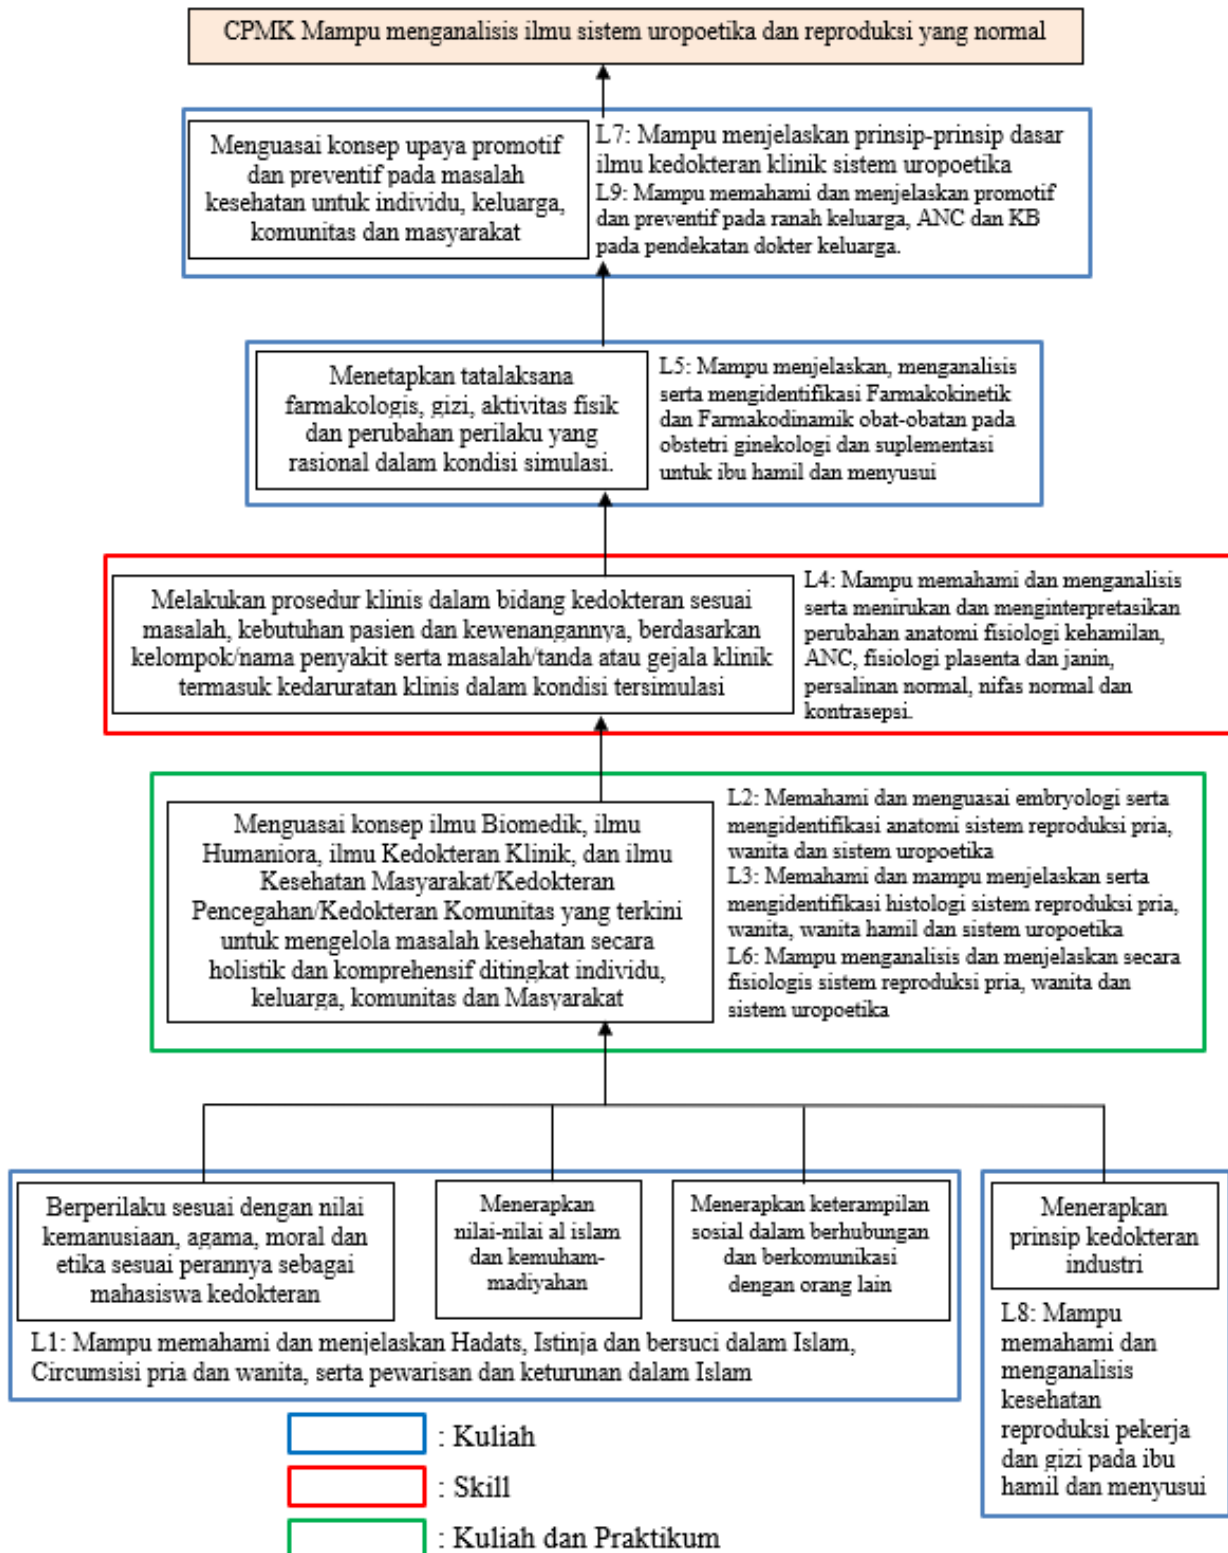 CPMK Mampu menganalisis ilmu sistem uropoetika dan reproduksi yang normal
Menguasai konsep upaya promotif
dan preventif pada masalah
kesehatan untuk individu, keluarga,
komunitas dan masyarakat
L7: Mampu menjelaskan prinsip-prinsip dasar
ilmu kedokteran klinik sistem uropoetika
L9: Mampu memahami dan menjelaskan promotif
dan preventif pada ranah keluarga, ANC dan KB
pada pendekatan dokter keluarga.
Menetapkan tatalaksana
farmakologis, gizi, aktivitas fisik
dan perubahan perilaku yang
rasional dalam kondisi simulasi.
L5: Mampu menjelaskan, menganalisis
serta mengidentifikasi Farmakokinetik
dan Farmakodinamik obat-obatan pada
obstetri ginekologi dan suplementasi
untuk ibu hamil dan menyusui
Melakukan prosedur klinis dalam bidang kedokteran sesuai
masalah, kebutuhan pasien dan kewenangannya, berdasarkan
kelompok/nama penyakit serta masalah/tanda atau gejala klinik
termasuk kedaruratan klinis dalam kondisi tersimulasi
L4: Mampu memahami dan menganalisis
serta menirukan dan menginterpretasikan
perubahan anatomi fisiologi kehamilan,
ANC, fisiologi plasenta dan janin,
persalinan normal, nifas normal dan
kontrasepsi.
Menguasai konsep ilmu Biomedik, ilmu
Humaniora, ilmu Kedokteran Klinik, dan ilmu
Kesehatan Masyarakat/Kedokteran
Pencegahan/Kedokteran Komunitas yang terkini
untuk mengelola masalah kesehatan secara
holistik dan komprehensif ditingkat individu,
keluarga, komunitas dan Masyarakat
L2: Memahami dan menguasai embryologi serta
mengidentifikasi anatomi sistem reproduksi pria,
wanita dan sistem uropoetika
L3: Memahami dan mampu menjelaskan serta
mengidentifikasi histologi sistem reproduksi pria,
wanita, wanita hamil dan sistem uropoetika
L6: Mampu menganalisis dan menjelaskan secara
fisiologis sistem reproduksi pria, wanita dan
sistem uropoetika
Berperilaku sesuai dengan nilai
kemanusiaan, agama, moral dan
etika sesuai perannya sebagai
mahasiswa kedokteran
Menerapkan
nilai-nilai al islam
dan kemuham-
madiyahan
Menerapkan keterampilan
sosial dalam berhubungan
dan berkomunikasi
dengan orang lain
L1: Mampu memahami dan menjelaskan Hadats, Istinja dan bersuci dalam Islam,
Circumsisi pria dan wanita, serta pewarisan dan keturunan dalam Islam
Menerapkan
prinsip kedokteran
industri
L8: Mampu
memahami dan
menganalisis
kesehatan
reproduksi pekerja
dan gizi pada ibu
hamil dan menyusui
: Kuliah
: Skill
: Kuliah dan Praktikum